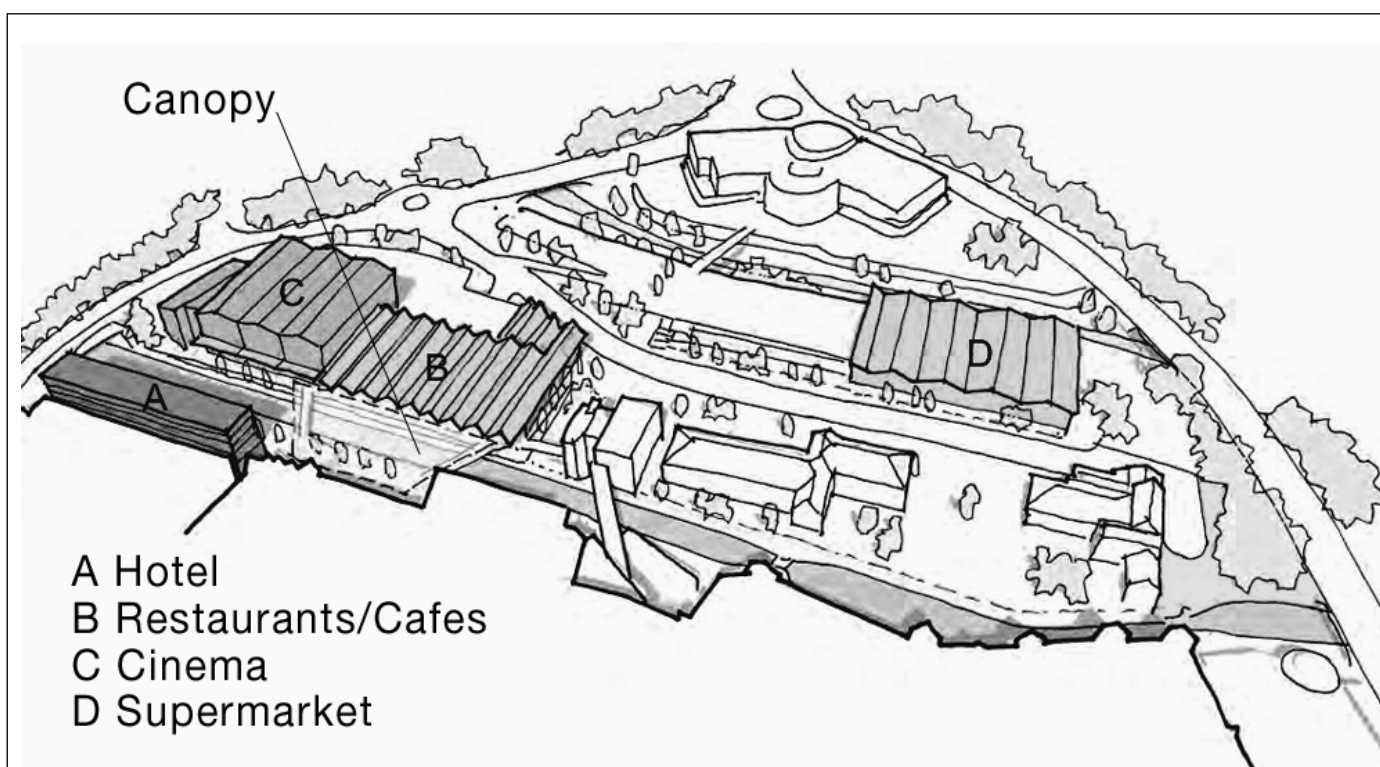 Canopy
C
B
D
A
A Hotel
B Restaurants/Cafes
C Cinema
D Supermarket